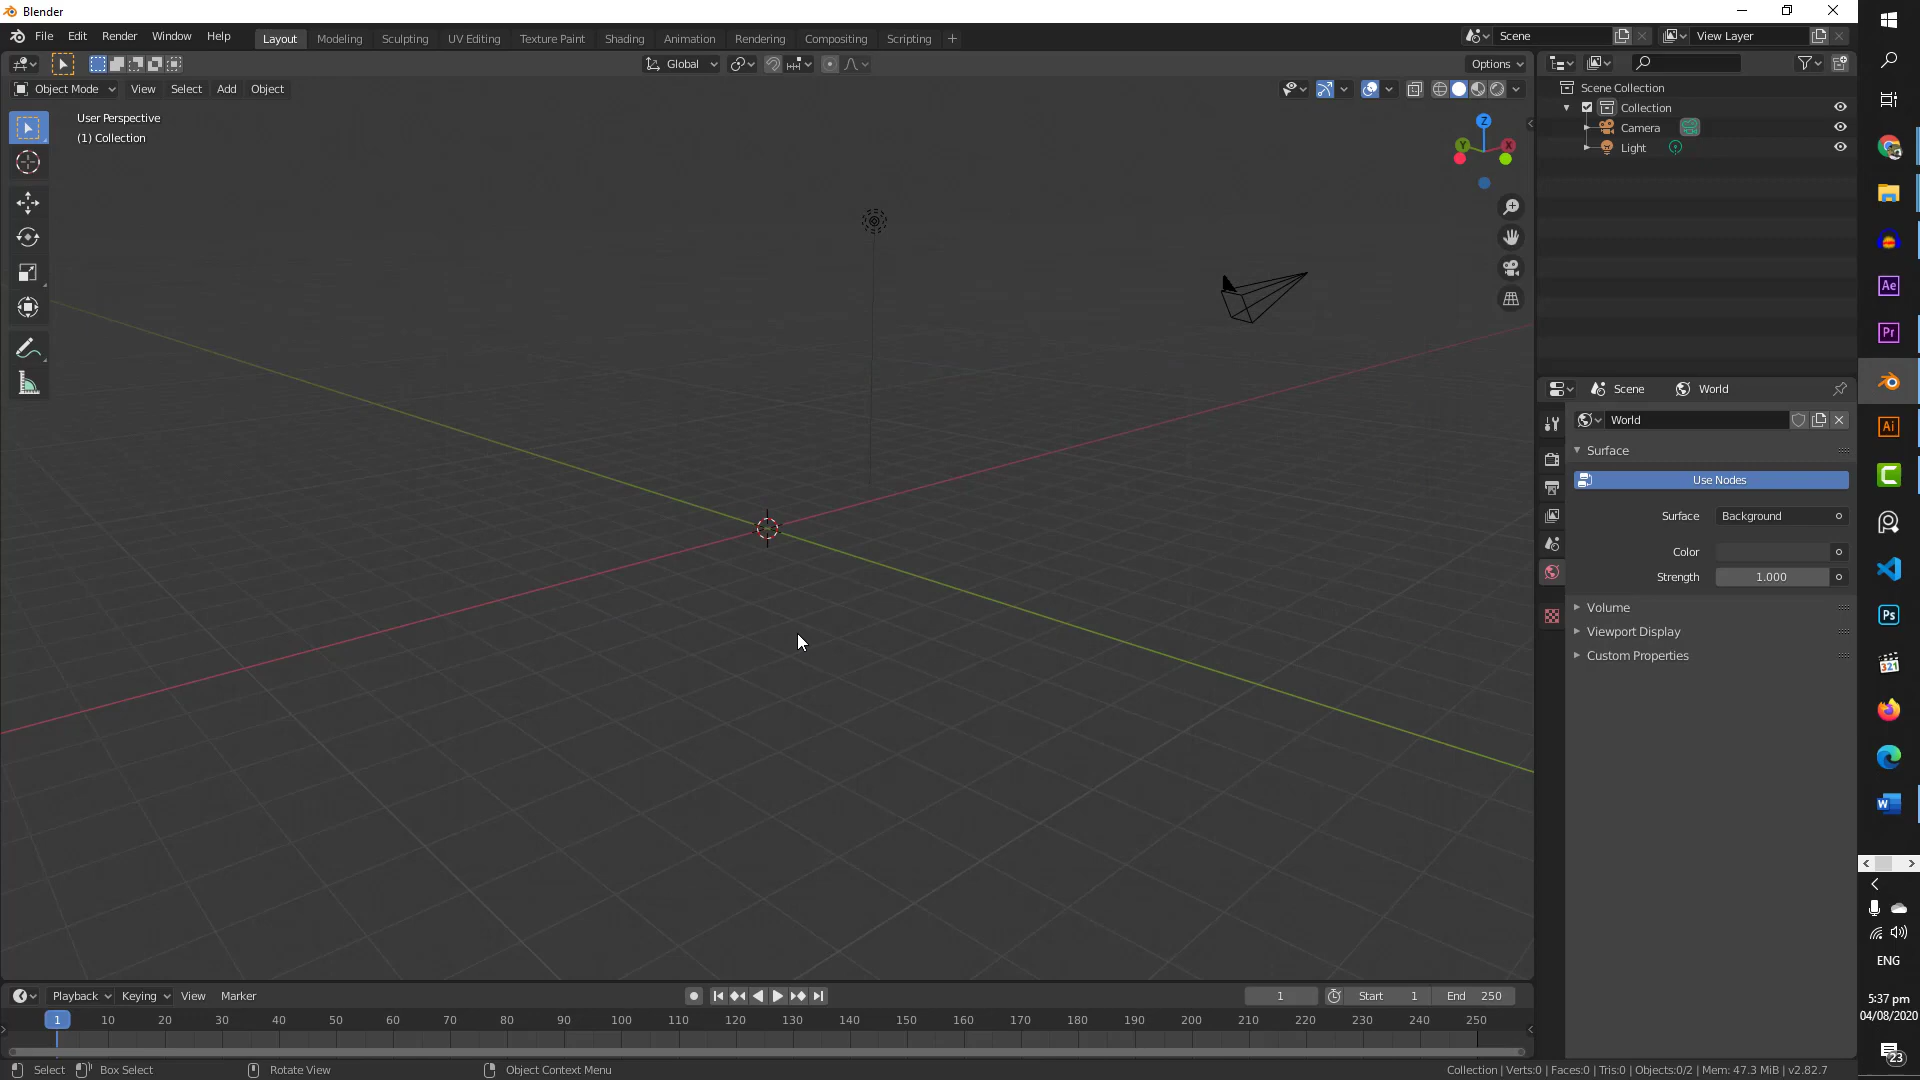 Blender
File Edit Render Window Help Layout Modeling Sculpting UV Editing Texture Paint Shading Animation Rendering Compositing Scripting + Scene View Layer
Global Options
Object Mode View Select Add Object
User Perspective
(1) Collection
Z
Y X
Scene Collection
Collection
Camera
Light
Scene World
World
Surface
Use Nodes
Surface Background
Color
Strength 1.000
Volume
Viewport Display
Custom Properties
Playback Keying View Marker 1 Start 1 End 250
1 10 20 30 40 50 60 70 80 90 100 110 120 130 140 150 160 170 180 190 200 210 220 230 240 250
Select Box Select Rotate View Object Context Menu Collection | Verts:0 | Faces:0 | Tris:0 | Objects:0/2 | Mem: 47.3 MiB | v2.82.7
Ae
Pr
Ai
Ps
321
W
ENG
5:37 pm
04/08/2020
23